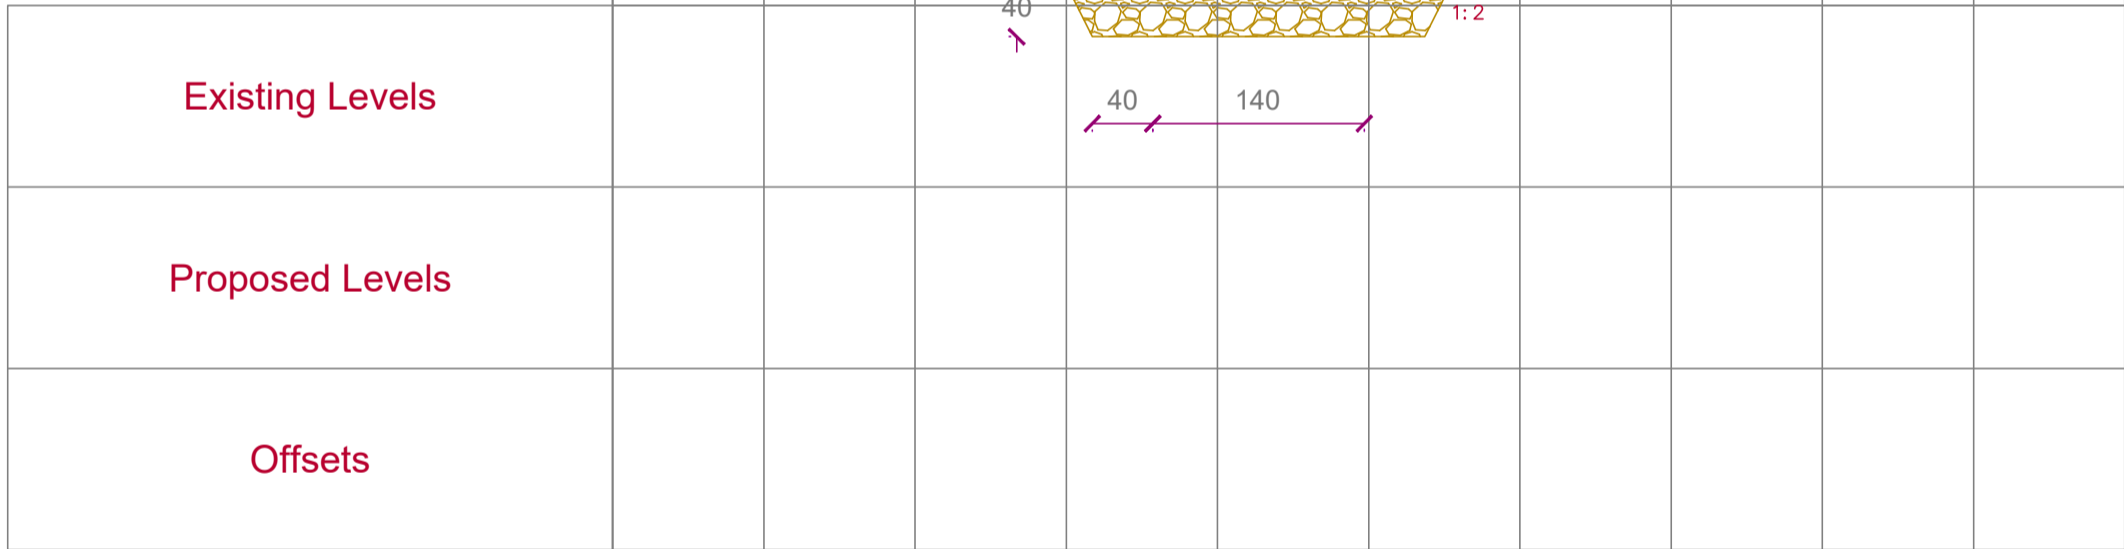 40
1:2
Existing Levels
40 140
Proposed Levels
Offsets